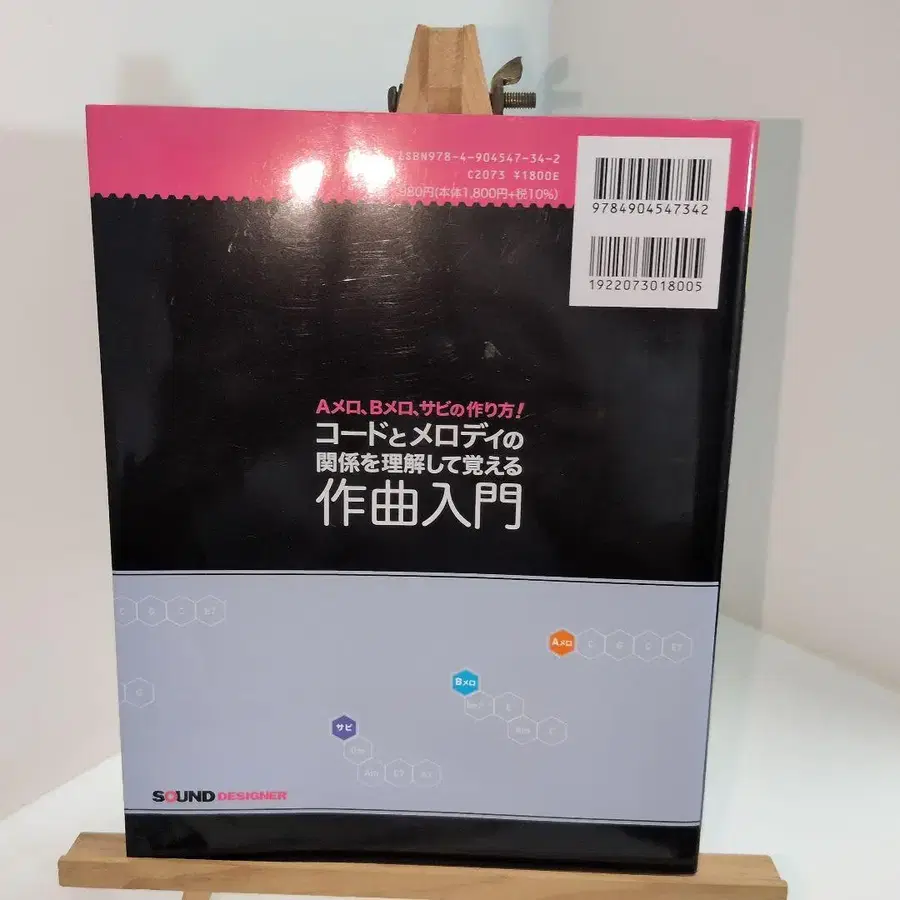 ISBN978-4-904547-34-2
C2073 ¥1800E
980円(本体1,800円+税10%)
9784904547342
1922073018005
Aメロ、Bメロ、サビの作り方!
コードとメロディの
関係を理解して覚える
作曲入門
Aメロ
Bメロ
サビ
SOUND DESIGNER